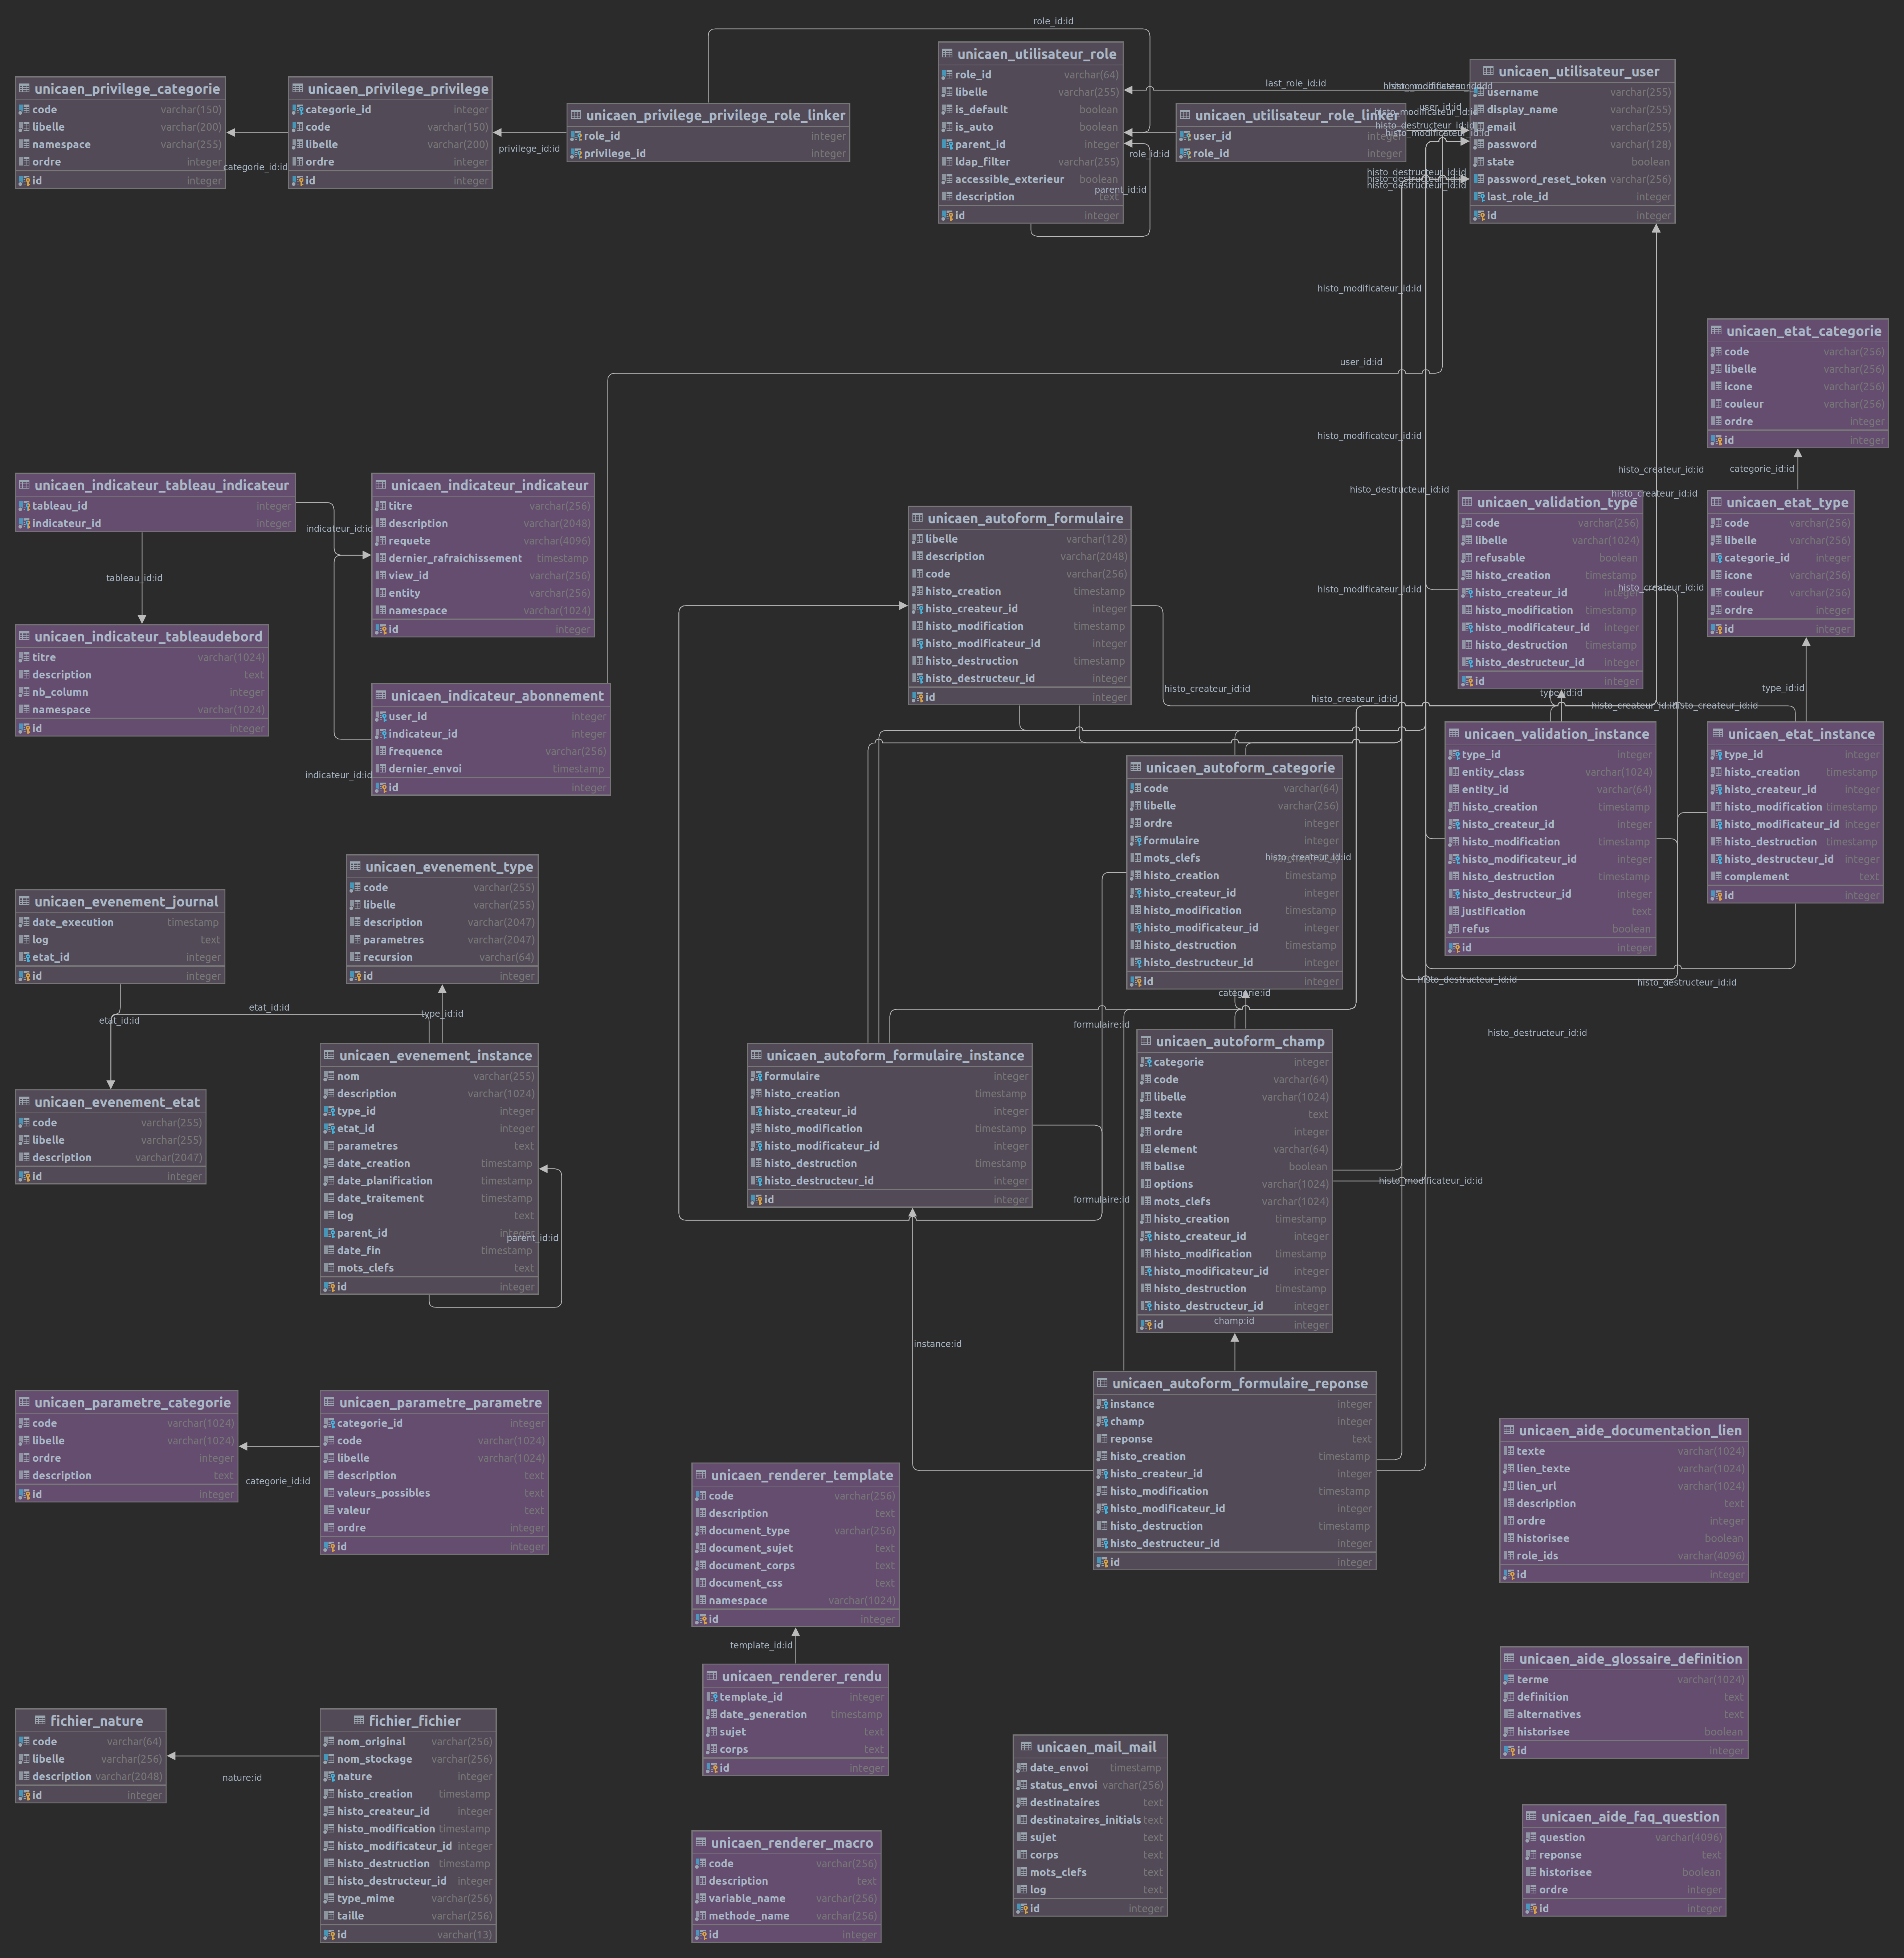 role_id:id
unicaen_utilisateur_role
role_id varchar(64)
libelle varchar(255)
is_default boolean
is_auto boolean
parent_id integer
ldap_filter varchar(255)
accessible_exterieur boolean
description text
id integer
parent_id:id
role_id:id
last_role_id:id
unicaen_utilisateur_user
username varchar(255)
display_name varchar(255)
email varchar(255)
password varchar(128)
state boolean
password_reset_token varchar(256)
last_role_id integer
id integer
unicaen_utilisateur_role_linker
user_id integer
role_id integer
user_id:id
histo_destructeur_id:id
histo_modificateur_id:id
histo_destructeur_id:id
histo_destructeur_id:id
unicaen_privilege_categorie
code varchar(150)
libelle varchar(200)
namespace varchar(255)
ordre integer
id integer
categorie_id:id
unicaen_privilege_privilege
categorie_id integer
code varchar(150)
libelle varchar(200)
ordre integer
id integer
privilege_id:id
unicaen_privilege_privilege_role_linker
role_id integer
privilege_id integer
histo_modificateur_id:id
user_id:id
histo_modificateur_id:id
histo_destructeur_id:id
histo_modificateur_id:id
unicaen_etat_categorie
code varchar(256)
libelle varchar(256)
icone varchar(256)
couleur varchar(256)
ordre integer
id integer
histo_createur_id:id
categorie_id:id
histo_createur_id:id
unicaen_indicateur_tableau_indicateur
tableau_id integer
indicateur_id integer
indicateur_id:id
tableau_id:id
unicaen_indicateur_indicateur
titre varchar(256)
description varchar(2048)
requete varchar(4096)
dernier_rafraichissement timestamp
view_id varchar(256)
entity varchar(256)
namespace varchar(1024)
id integer
unicaen_indicateur_tableaudebord
titre varchar(1024)
description text
nb_column integer
namespace varchar(1024)
id integer
unicaen_indicateur_abonnement
user_id integer
indicateur_id integer
frequence varchar(256)
dernier_envoi timestamp
id integer
indicateur_id:id
unicaen_autoform_formulaire
libelle varchar(128)
description varchar(2048)
code varchar(256)
histo_creation timestamp
histo_createur_id integer
histo_modification timestamp
histo_modificateur_id integer
histo_destruction timestamp
histo_destructeur_id integer
id integer
histo_createur_id:id
histo_createur_id:id
unicaen_validation_type
code varchar(256)
libelle varchar(1024)
refusable boolean
histo_creation timestamp
histo_createur_id integer
histo_modification timestamp
histo_modificateur_id integer
histo_destruction timestamp
histo_destructeur_id integer
id integer
histo_createur_id:id
type_id:id
unicaen_etat_type
code varchar(256)
libelle varchar(256)
categorie_id integer
icone varchar(256)
couleur varchar(256)
ordre integer
id integer
type_id:id
histo_createur_id:id
histo_createur_id:id
unicaen_validation_instance
type_id integer
entity_class varchar(1024)
entity_id varchar(64)
histo_creation timestamp
histo_createur_id integer
histo_modification timestamp
histo_modificateur_id integer
histo_destruction timestamp
histo_destructeur_id integer
justification text
refus boolean
id integer
unicaen_etat_instance
type_id integer
histo_creation timestamp
histo_createur_id integer
histo_modification timestamp
histo_modificateur_id integer
histo_destruction timestamp
histo_destructeur_id integer
complement text
id integer
histo_destructeur_id:id
histo_destructeur_id:id
histo_destructeur_id:id
unicaen_autoform_categorie
code varchar(64)
libelle varchar(256)
ordre integer
formulaire integer
mots_clefs
histo_createur_id:id
histo_creation timestamp
histo_createur_id integer
histo_modification timestamp
histo_modificateur_id integer
histo_destruction timestamp
histo_destructeur_id integer
id integer
categorie:id
unicaen_evenement_journal
date_execution timestamp
log text
etat_id integer
id integer
etat_id:id
etat_id:id
unicaen_evenement_type
code varchar(255)
libelle varchar(255)
description varchar(2047)
parametres varchar(2047)
recursion varchar(64)
id integer
type_id:id
unicaen_evenement_etat
code varchar(255)
libelle varchar(255)
description varchar(2047)
id integer
unicaen_evenement_instance
nom varchar(255)
description varchar(1024)
type_id integer
etat_id integer
parametres text
date_creation timestamp
date_planification timestamp
date_traitement timestamp
log text
parent_id integer
parent_id:id
date_fin timestamp
mots_clefs text
id integer
formulaire:id
unicaen_autoform_formulaire_instance
formulaire integer
histo_creation timestamp
histo_createur_id integer
histo_modification timestamp
histo_modificateur_id integer
histo_destruction timestamp
histo_destructeur_id integer
id integer
formulaire:id
instance:id
unicaen_autoform_champ
categorie integer
code varchar(64)
libelle varchar(1024)
texte text
ordre integer
element varchar(64)
balise boolean
options varchar(1024)
mots_clefs varchar(1024)
histo_creation timestamp
histo_createur_id integer
histo_modification timestamp
histo_modificateur_id integer
histo_destruction timestamp
histo_destructeur_id integer
id integer
champ:id
histo_modificateur_id:id
unicaen_autoform_formulaire_reponse
instance integer
champ integer
reponse text
histo_creation timestamp
histo_createur_id integer
histo_modification timestamp
histo_modificateur_id integer
histo_destruction timestamp
histo_destructeur_id integer
id integer
unicaen_parametre_categorie
code varchar(1024)
libelle varchar(1024)
ordre integer
description text
id integer
categorie_id:id
unicaen_parametre_parametre
categorie_id integer
code varchar(1024)
libelle varchar(1024)
description text
valeurs_possibles text
valeur text
ordre integer
id integer
unicaen_renderer_template
code varchar(256)
description text
document_type varchar(256)
document_sujet text
document_corps text
document_css text
namespace varchar(1024)
id integer
template_id:id
unicaen_renderer_rendu
template_id integer
date_generation timestamp
sujet text
corps text
id integer
unicaen_renderer_macro
code varchar(256)
description text
variable_name varchar(256)
methode_name varchar(256)
id integer
fichier_nature
code varchar(64)
libelle varchar(256)
description varchar(2048)
id integer
nature:id
fichier_fichier
nom_original varchar(256)
nom_stockage varchar(256)
nature integer
histo_creation timestamp
histo_createur_id integer
histo_modification timestamp
histo_modificateur_id integer
histo_destruction timestamp
histo_destructeur_id integer
type_mime varchar(256)
taille varchar(256)
id varchar(13)
unicaen_mail_mail
date_envoi timestamp
status_envoi varchar(256)
destinataires text
destinataires_initials text
sujet text
corps text
mots_clefs text
log text
id integer
unicaen_aide_documentation_lien
texte varchar(1024)
lien_texte varchar(1024)
lien_url varchar(1024)
description text
ordre integer
historisee boolean
role_ids varchar(4096)
id integer
unicaen_aide_glossaire_definition
terme varchar(1024)
definition text
alternatives text
historisee boolean
id integer
unicaen_aide_faq_question
question varchar(4096)
reponse text
historisee boolean
ordre integer
id integer